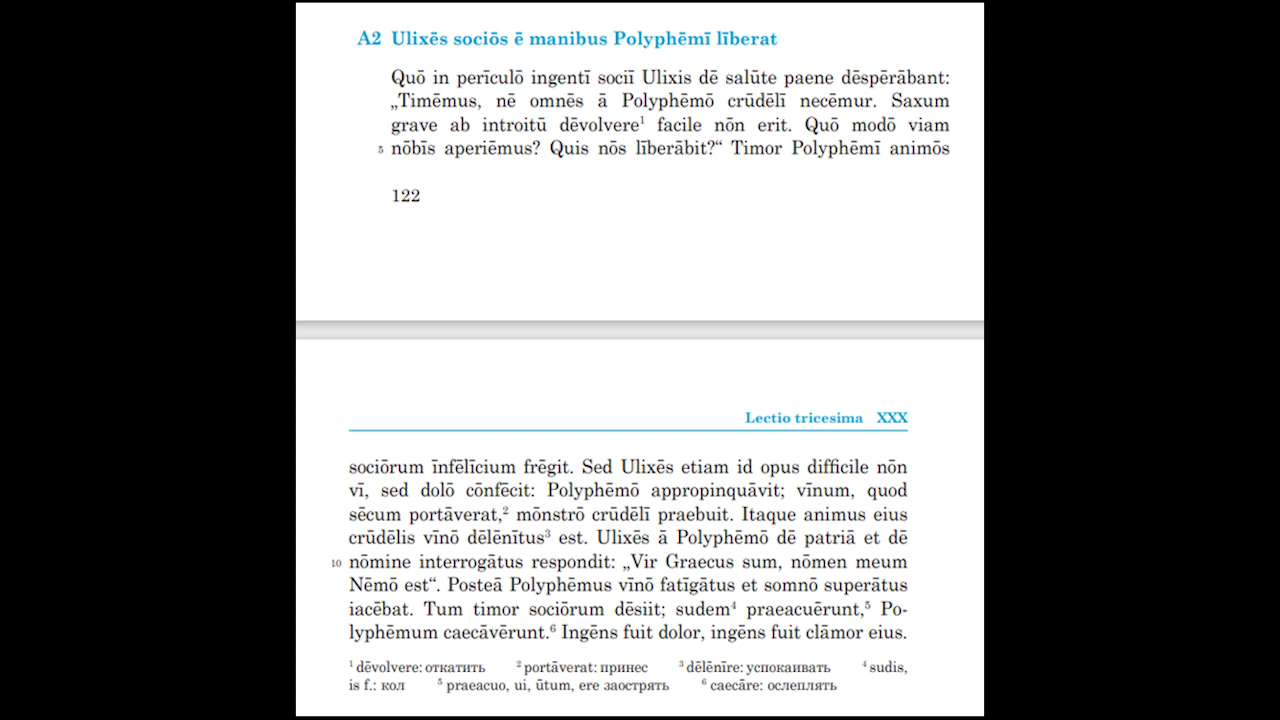 A2 Ulixēs sociōs ē manibus Polyphēmī līberat
Quō in perīculō ingentī sociī Ulixis dē salūte paene dēspērābant:
„Timēmus, nē omnēs ā Polyphēmō crūdēlī necēmur. Saxum
grave ab introitū dēvolvere¹ facile nōn erit. Quō modō viam
5 nōbīs aperiēmus? Quis nōs līberābit?“ Timor Polyphēmī animōs
122
Lectio tricesima XXX
sociōrum īnfēlīcium frēgit. Sed Ulixēs etiam id opus difficile nōn
vī, sed dolō cōnfēcit: Polyphēmō appropinquāvit; vīnum, quod
sēcum portāverat,² mōnstrō crūdēlī praebuit. Itaque animus eius
crūdēlis vīnō dēlēnītus³ est. Ulixēs ā Polyphēmō dē patriā et dē
10 nōmine interrogātus respondit: „Vir Graecus sum, nōmen meum
Nēmō est“. Posteā Polyphēmus vīnō fatīgātus et somnō superātus
iacēbat. Tum timor sociōrum dēsiit; sudem⁴ praeacuērunt,⁵ Po-
lyphēmum caecāvērunt.⁶ Ingēns fuit dolor, ingēns fuit clāmor eius.
¹ dēvolvere: откатить ² portāverat: принес ³ dēlēnīre: успокаивать ⁴ sudis,
is f.: кол ⁵ praeacuo, ui, ūtum, ere заострять ⁶ caecāre: ослеплять